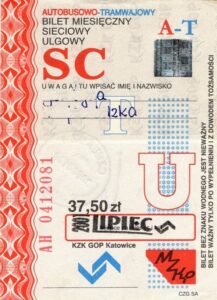 AUTOBUSOWO-TRAMWAJOWY
BILET MIESIĘCZNY
SIECIOWY
ULGOWY
A-T
SC
UWAGA! TU WPISAĆ IMIĘ I NAZWISKO
T
U
AH 0412081
37,50 zł
2001
LIPIEC
KZK GOP Katowice
BILET BEZ ZNAKU WODNEGO JEST NIEWAŻNY
BILET WAŻNY TYLKO PO WYPEŁNIENIU I Z DOWODEM TOŻSAMOŚCI
CZG SA